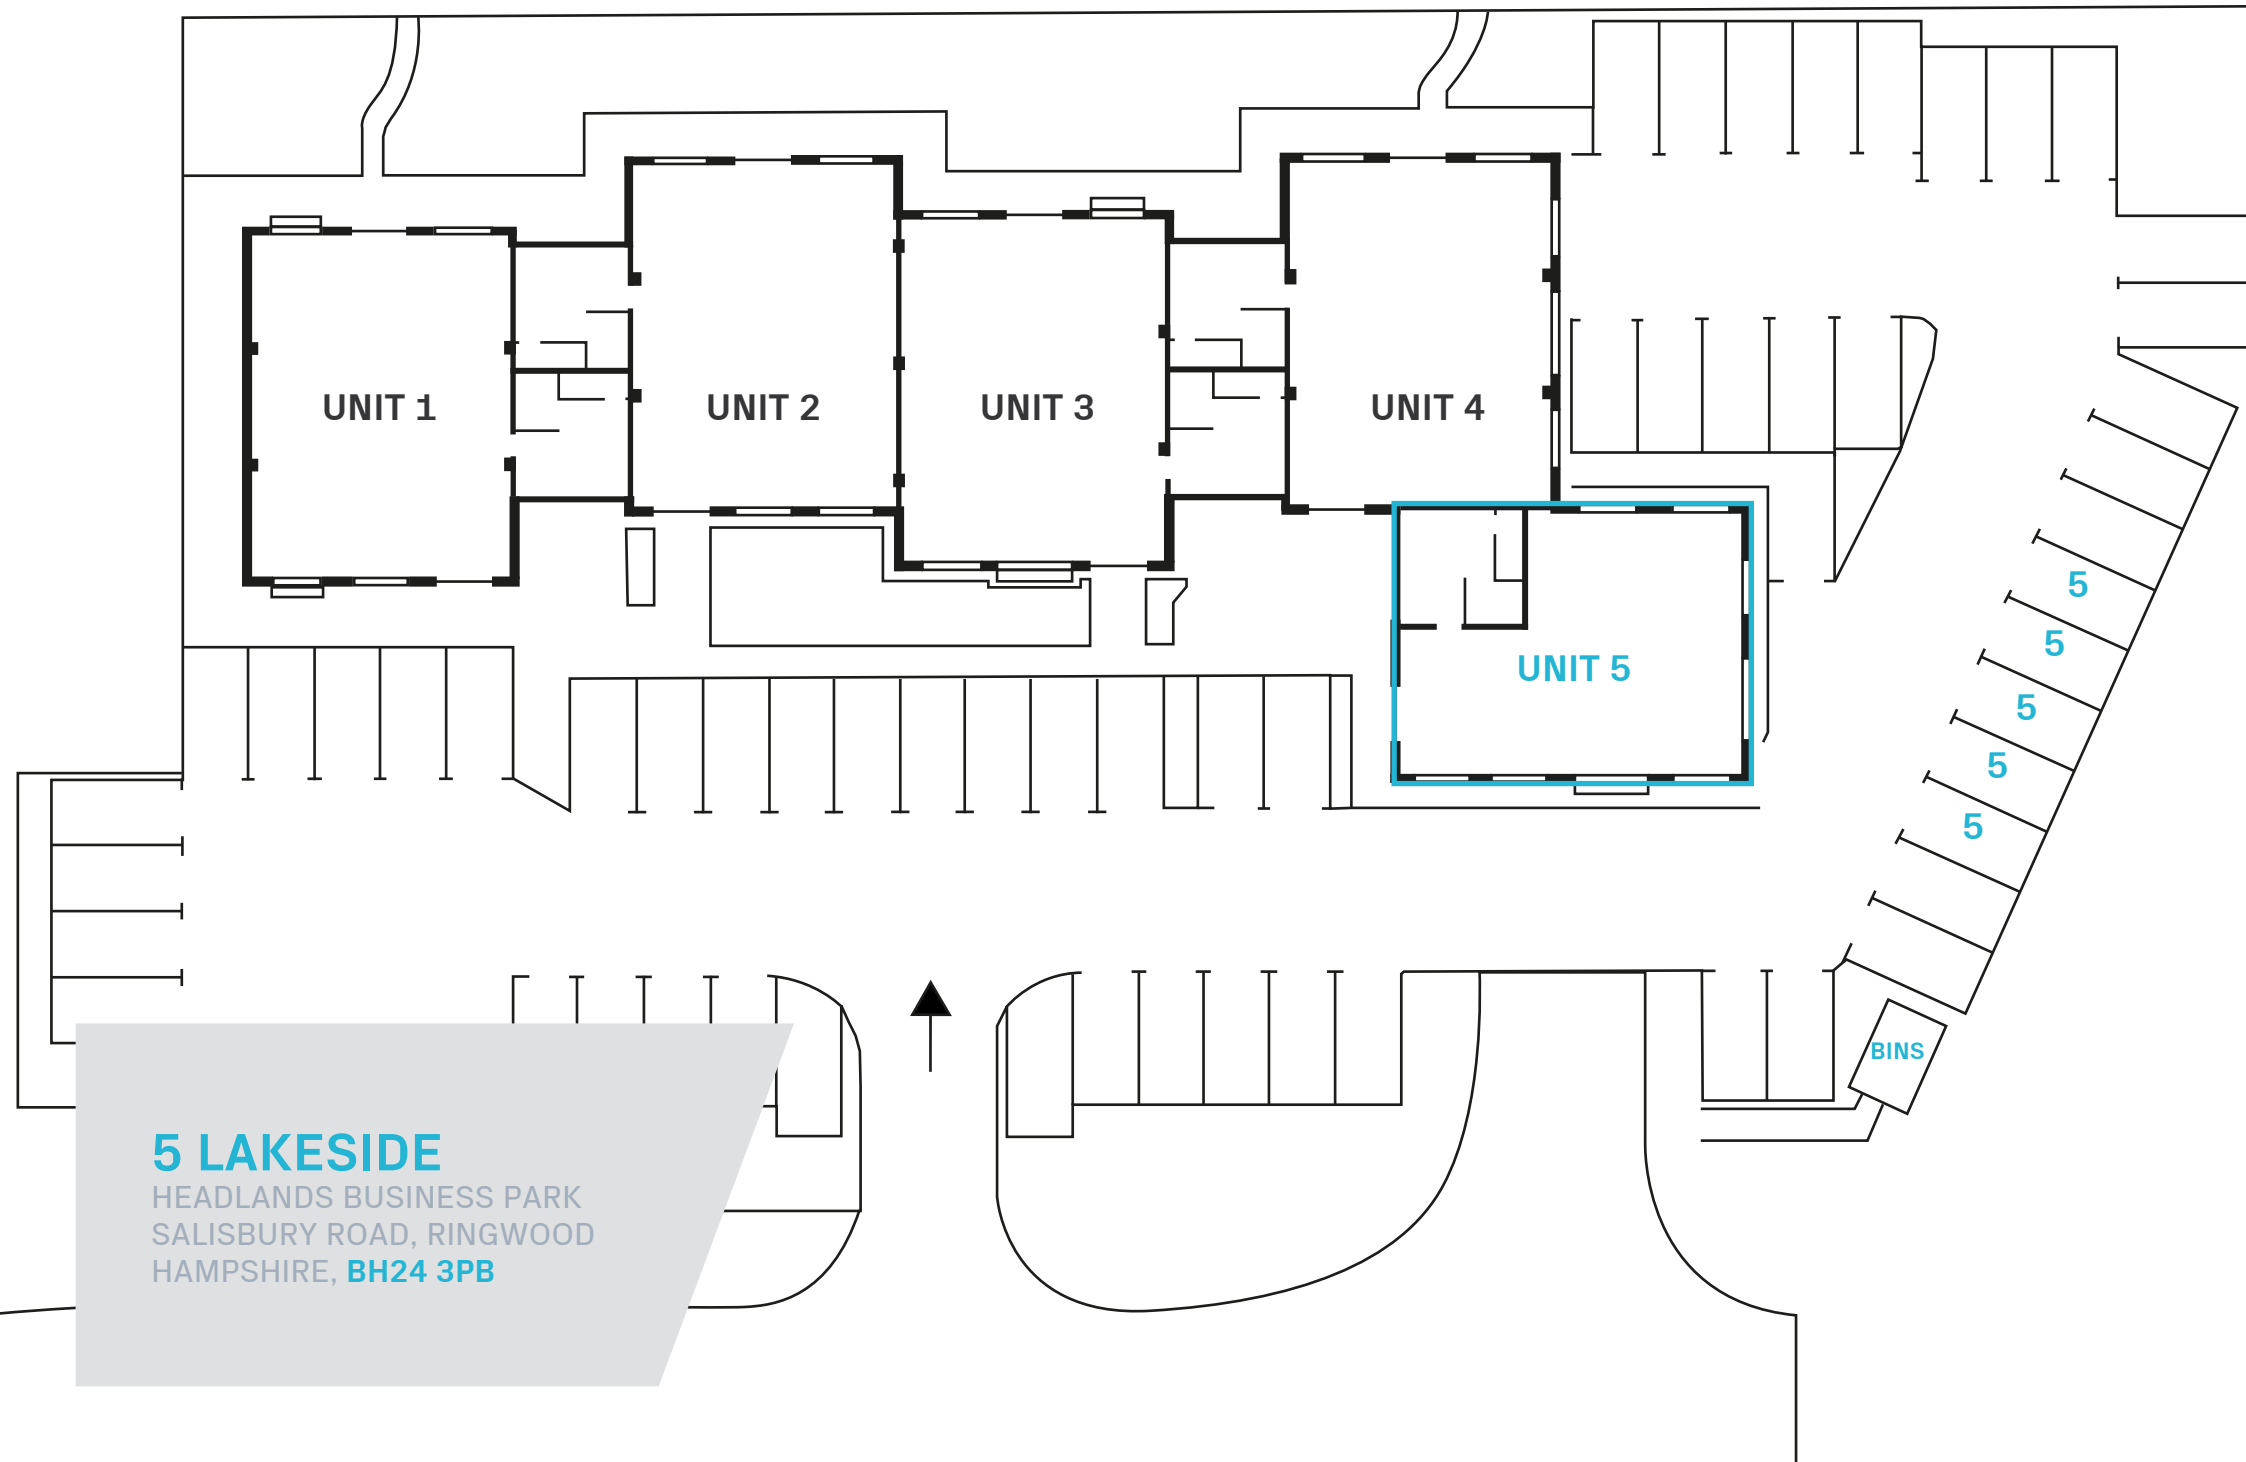 UNIT 1
UNIT 2
UNIT 3
UNIT 4
5
5
UNIT 5
5
5
5
BINS
5 LAKESIDE
HEADLANDS BUSINESS PARK
SALISBURY ROAD, RINGWOOD
HAMPSHIRE, BH24 3PB